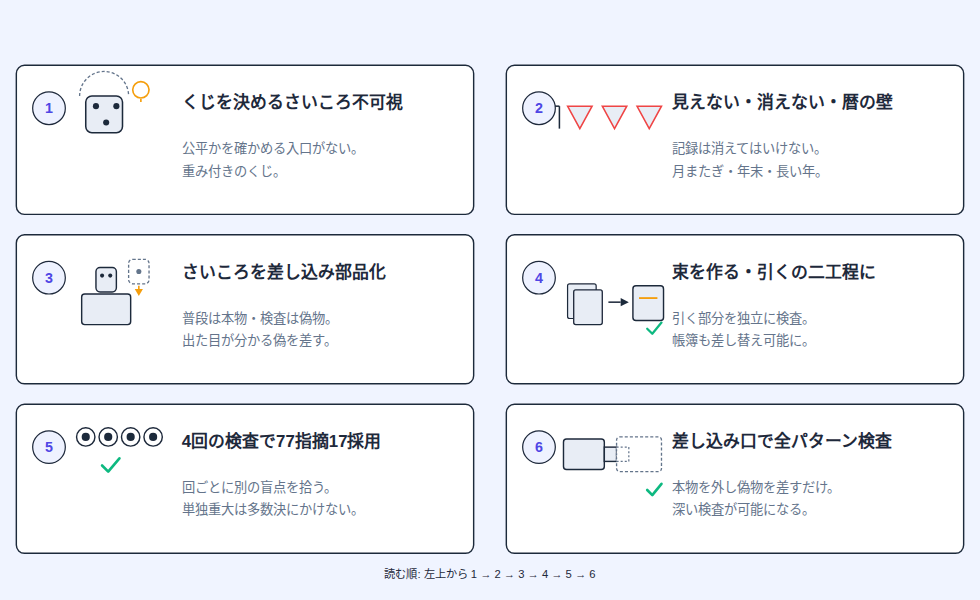 1
くじを決めるさいころ不可視
公平かを確かめる入口がない。
重み付きのくじ。
2
見えない・消えない・暦の壁
記録は消えてはいけない。
月またぎ・年末・長い年。
3
さいころを差し込み部品化
普段は本物・検査は偽物。
出た目が分かる偽を差す。
4
束を作る・引くの二工程に
引く部分を独立に検査。
帳簿も差し替え可能に。
5
4回の検査で77指摘17採用
回ごとに別の盲点を拾う。
単独重大は多数決にかけない。
6
差し込み口で全パターン検査
本物を外し偽物を差すだけ。
深い検査が可能になる。
読む順: 左上から 1 → 2 → 3 → 4 → 5 → 6